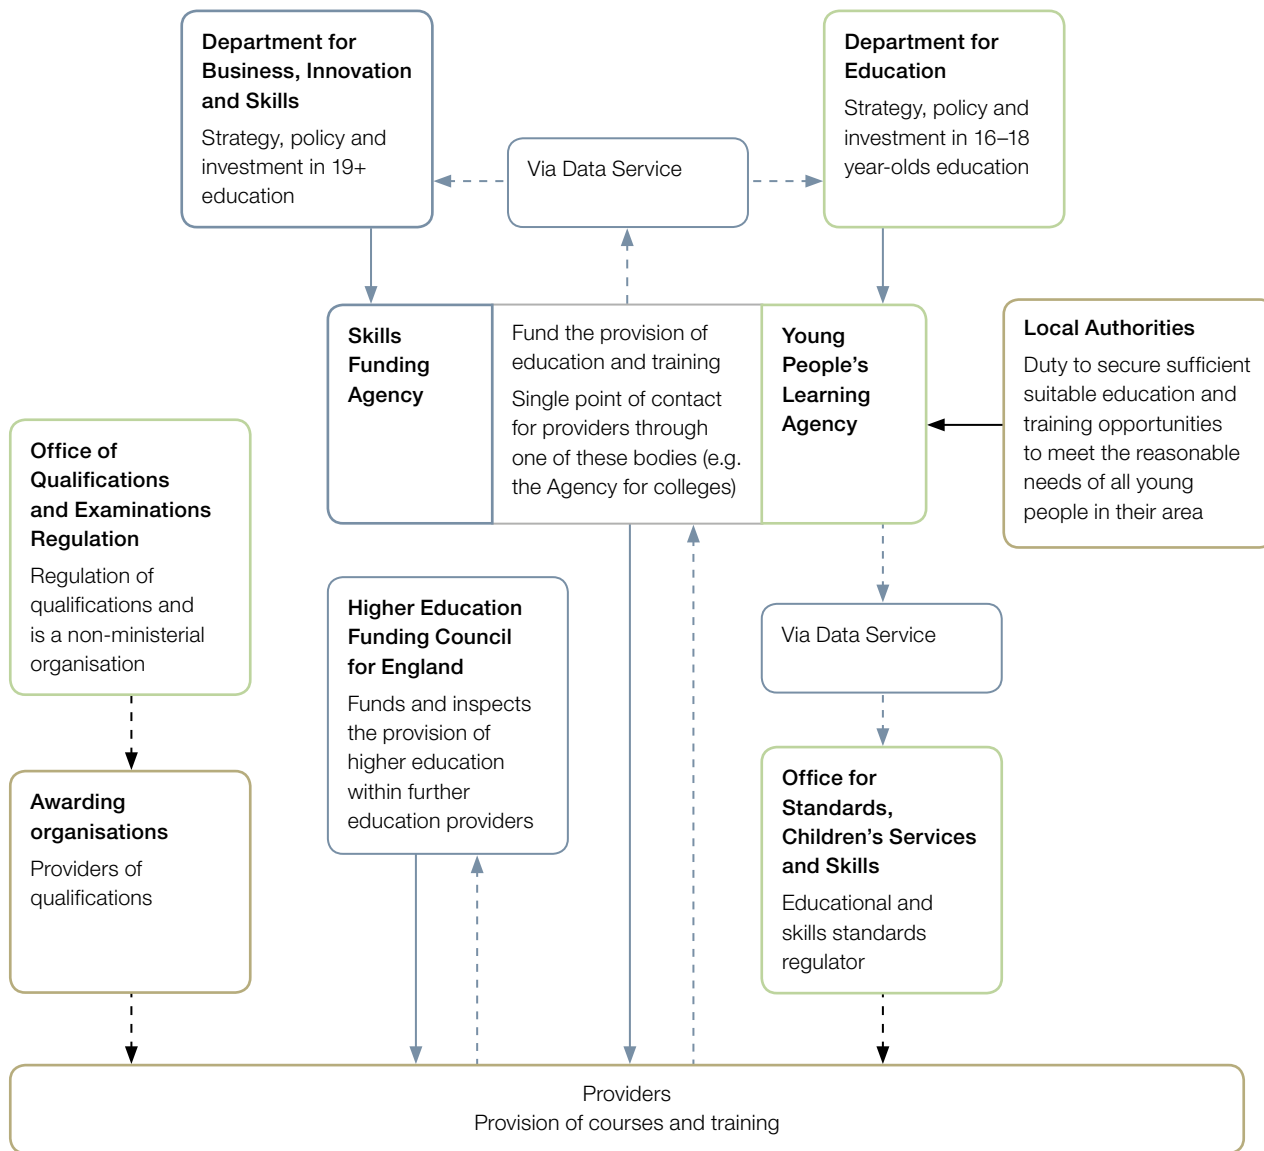 Department for
Business, Innovation
and Skills
Strategy, policy and
investment in 19+
education
Via Data Service
Department for
Education
Strategy, policy and
investment in 16–18
year-olds education
Skills
Funding
Agency
Fund the provision of
education and training
Single point of contact
for providers through
one of these bodies (e.g.
the Agency for colleges)
Young
People’s
Learning
Agency
Local Authorities
Duty to secure sufficient
suitable education and
training opportunities
to meet the reasonable
needs of all young
people in their area
Office of
Qualifications
and Examinations
Regulation
Regulation of
qualifications and
is a non-ministerial
organisation
Higher Education
Funding Council
for England
Funds and inspects
the provision of
higher education
within further
education providers
Via Data Service
Awarding
organisations
Providers of
qualifications
Office for
Standards,
Children’s Services
and Skills
Educational and
skills standards
regulator
Providers
Provision of courses and training